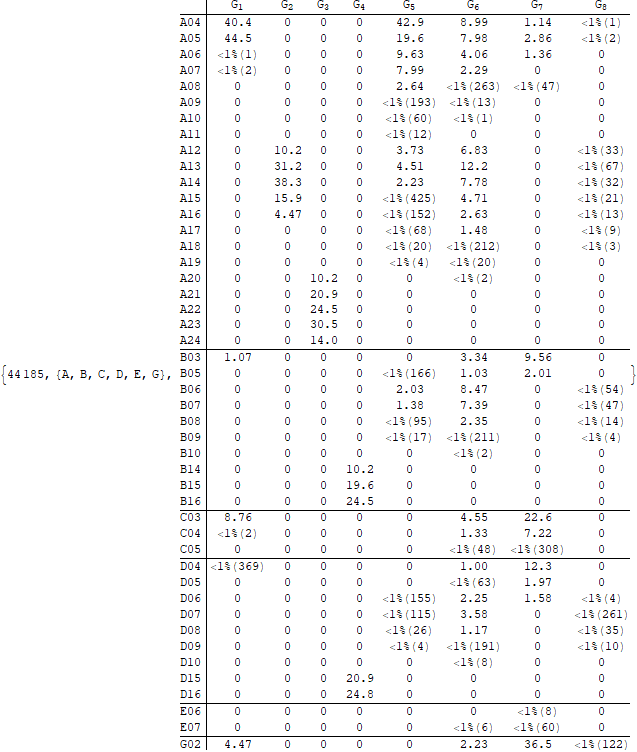 G1 G2 G3 G4 G5 G6 G7 G8
A04 40.4 0 0 0 42.9 8.99 1.14 <1%(1)
A05 44.5 0 0 0 19.6 7.98 2.86 <1%(2)
A06 <1%(1) 0 0 0 9.63 4.06 1.36 0
A07 <1%(2) 0 0 0 7.99 2.29 0 0
A08 0 0 0 0 2.64 <1%(263) <1%(47) 0
A09 0 0 0 0 <1%(193) <1%(13) 0 0
A10 0 0 0 0 <1%(60) <1%(1) 0 0
A11 0 0 0 0 <1%(12) 0 0 0
A12 0 10.2 0 0 3.73 6.83 0 <1%(33)
A13 0 31.2 0 0 4.51 12.2 0 <1%(67)
A14 0 38.3 0 0 2.23 7.78 0 <1%(32)
A15 0 15.9 0 0 <1%(425) 4.71 0 <1%(21)
A16 0 4.47 0 0 <1%(152) 2.63 0 <1%(13)
A17 0 0 0 0 <1%(68) 1.48 0 <1%(9)
A18 0 0 0 0 <1%(20) <1%(212) 0 <1%(3)
A19 0 0 0 0 <1%(4) <1%(20) 0 0
A20 0 0 10.2 0 0 <1%(2) 0 0
A21 0 0 20.9 0 0 0 0 0
A22 0 0 24.5 0 0 0 0 0
A23 0 0 30.5 0 0 0 0 0
A24 0 0 14.0 0 0 0 0 0
B03 1.07 0 0 0 0 3.34 9.56 0
{44185, {A, B, C, D, E, G}, B05 0 0 0 0 <1%(166) 1.03 2.01 0 }
B06 0 0 0 0 2.03 8.47 0 <1%(54)
B07 0 0 0 0 1.38 7.39 0 <1%(47)
B08 0 0 0 0 <1%(95) 2.35 0 <1%(14)
B09 0 0 0 0 <1%(17) <1%(211) 0 <1%(4)
B10 0 0 0 0 0 <1%(2) 0 0
B14 0 0 0 10.2 0 0 0 0
B15 0 0 0 19.6 0 0 0 0
B16 0 0 0 24.5 0 0 0 0
C03 8.76 0 0 0 0 4.55 22.6 0
C04 <1%(2) 0 0 0 0 1.33 7.22 0
C05 0 0 0 0 0 <1%(48) <1%(308) 0
D04 <1%(369) 0 0 0 0 1.00 12.3 0
D05 0 0 0 0 0 <1%(63) 1.97 0
D06 0 0 0 0 <1%(155) 2.25 1.58 <1%(4)
D07 0 0 0 0 <1%(115) 3.58 0 <1%(261)
D08 0 0 0 0 <1%(26) 1.17 0 <1%(35)
D09 0 0 0 0 <1%(4) <1%(191) 0 <1%(10)
D10 0 0 0 0 0 <1%(8) 0 0
D15 0 0 0 20.9 0 0 0 0
D16 0 0 0 24.8 0 0 0 0
E06 0 0 0 0 0 0 <1%(8) 0
E07 0 0 0 0 0 <1%(6) <1%(60) 0
G02 4.47 0 0 0 0 2.23 36.5 <1%(122)